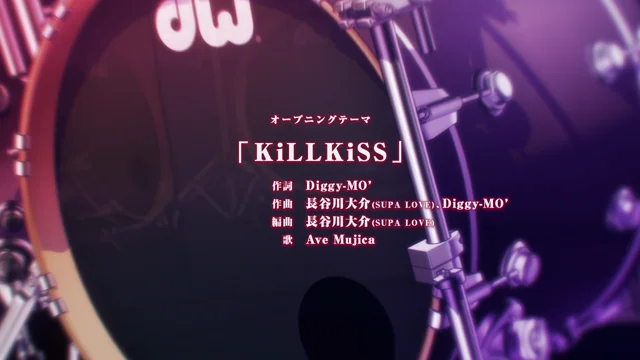 dw
オープニングテーマ
「KiLLKiSS」
作詞 Diggy-MO'
作曲 長谷川大介(SUPA LOVE)、Diggy-MO'
編曲 長谷川大介(SUPA LOVE)
歌 Ave Mujica